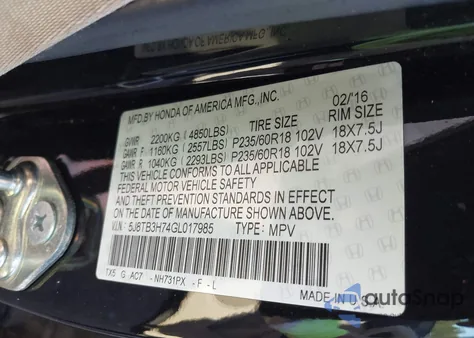 MFD.BY HONDA OF AMERICA MFG., INC. 02/'16
TIRE SIZE RIM SIZE
GVWR 2200KG (4850LBS)
GAWR F 1160KG (2557LBS) P235/60R18 102V 18X7.5J
GAWR R 1040KG (2293LBS) P235/60R18 102V 18X7.5J
THIS VEHICLE CONFORMS TO ALL APPLICABLE
FEDERAL MOTOR VEHICLE SAFETY
AND THEFT PREVENTION STANDARDS IN EFFECT
ON THE DATE OF MANUFACTURE SHOWN ABOVE.
V.I.N.: 5J8TB3H74GL017985 TYPE: MPV
TX5 G AC7 - NH731PX - F - L
MADE IN U.S.A.
autoSnap